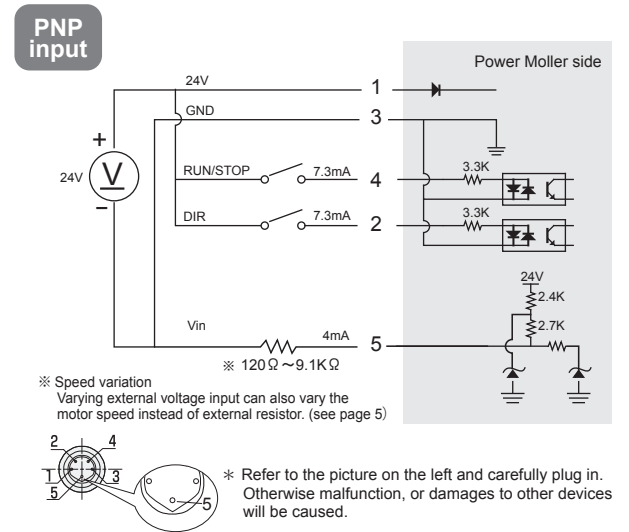 PNP
input
Power Moller side
24V
1
GND
3
+
24V
V
−
RUN/STOP
7.3mA
4
3.3K
DIR
7.3mA
2
3.3K
24V
2.4K
2.7K
Vin
4mA
5
※ 120Ω～9.1KΩ
※ Speed variation
Varying external voltage input can also vary the
motor speed instead of external resistor. (see page 5)
2
4
1
3
5
5
＊ Refer to the picture on the left and carefully plug in.
Otherwise malfunction, or damages to other devices
will be caused.